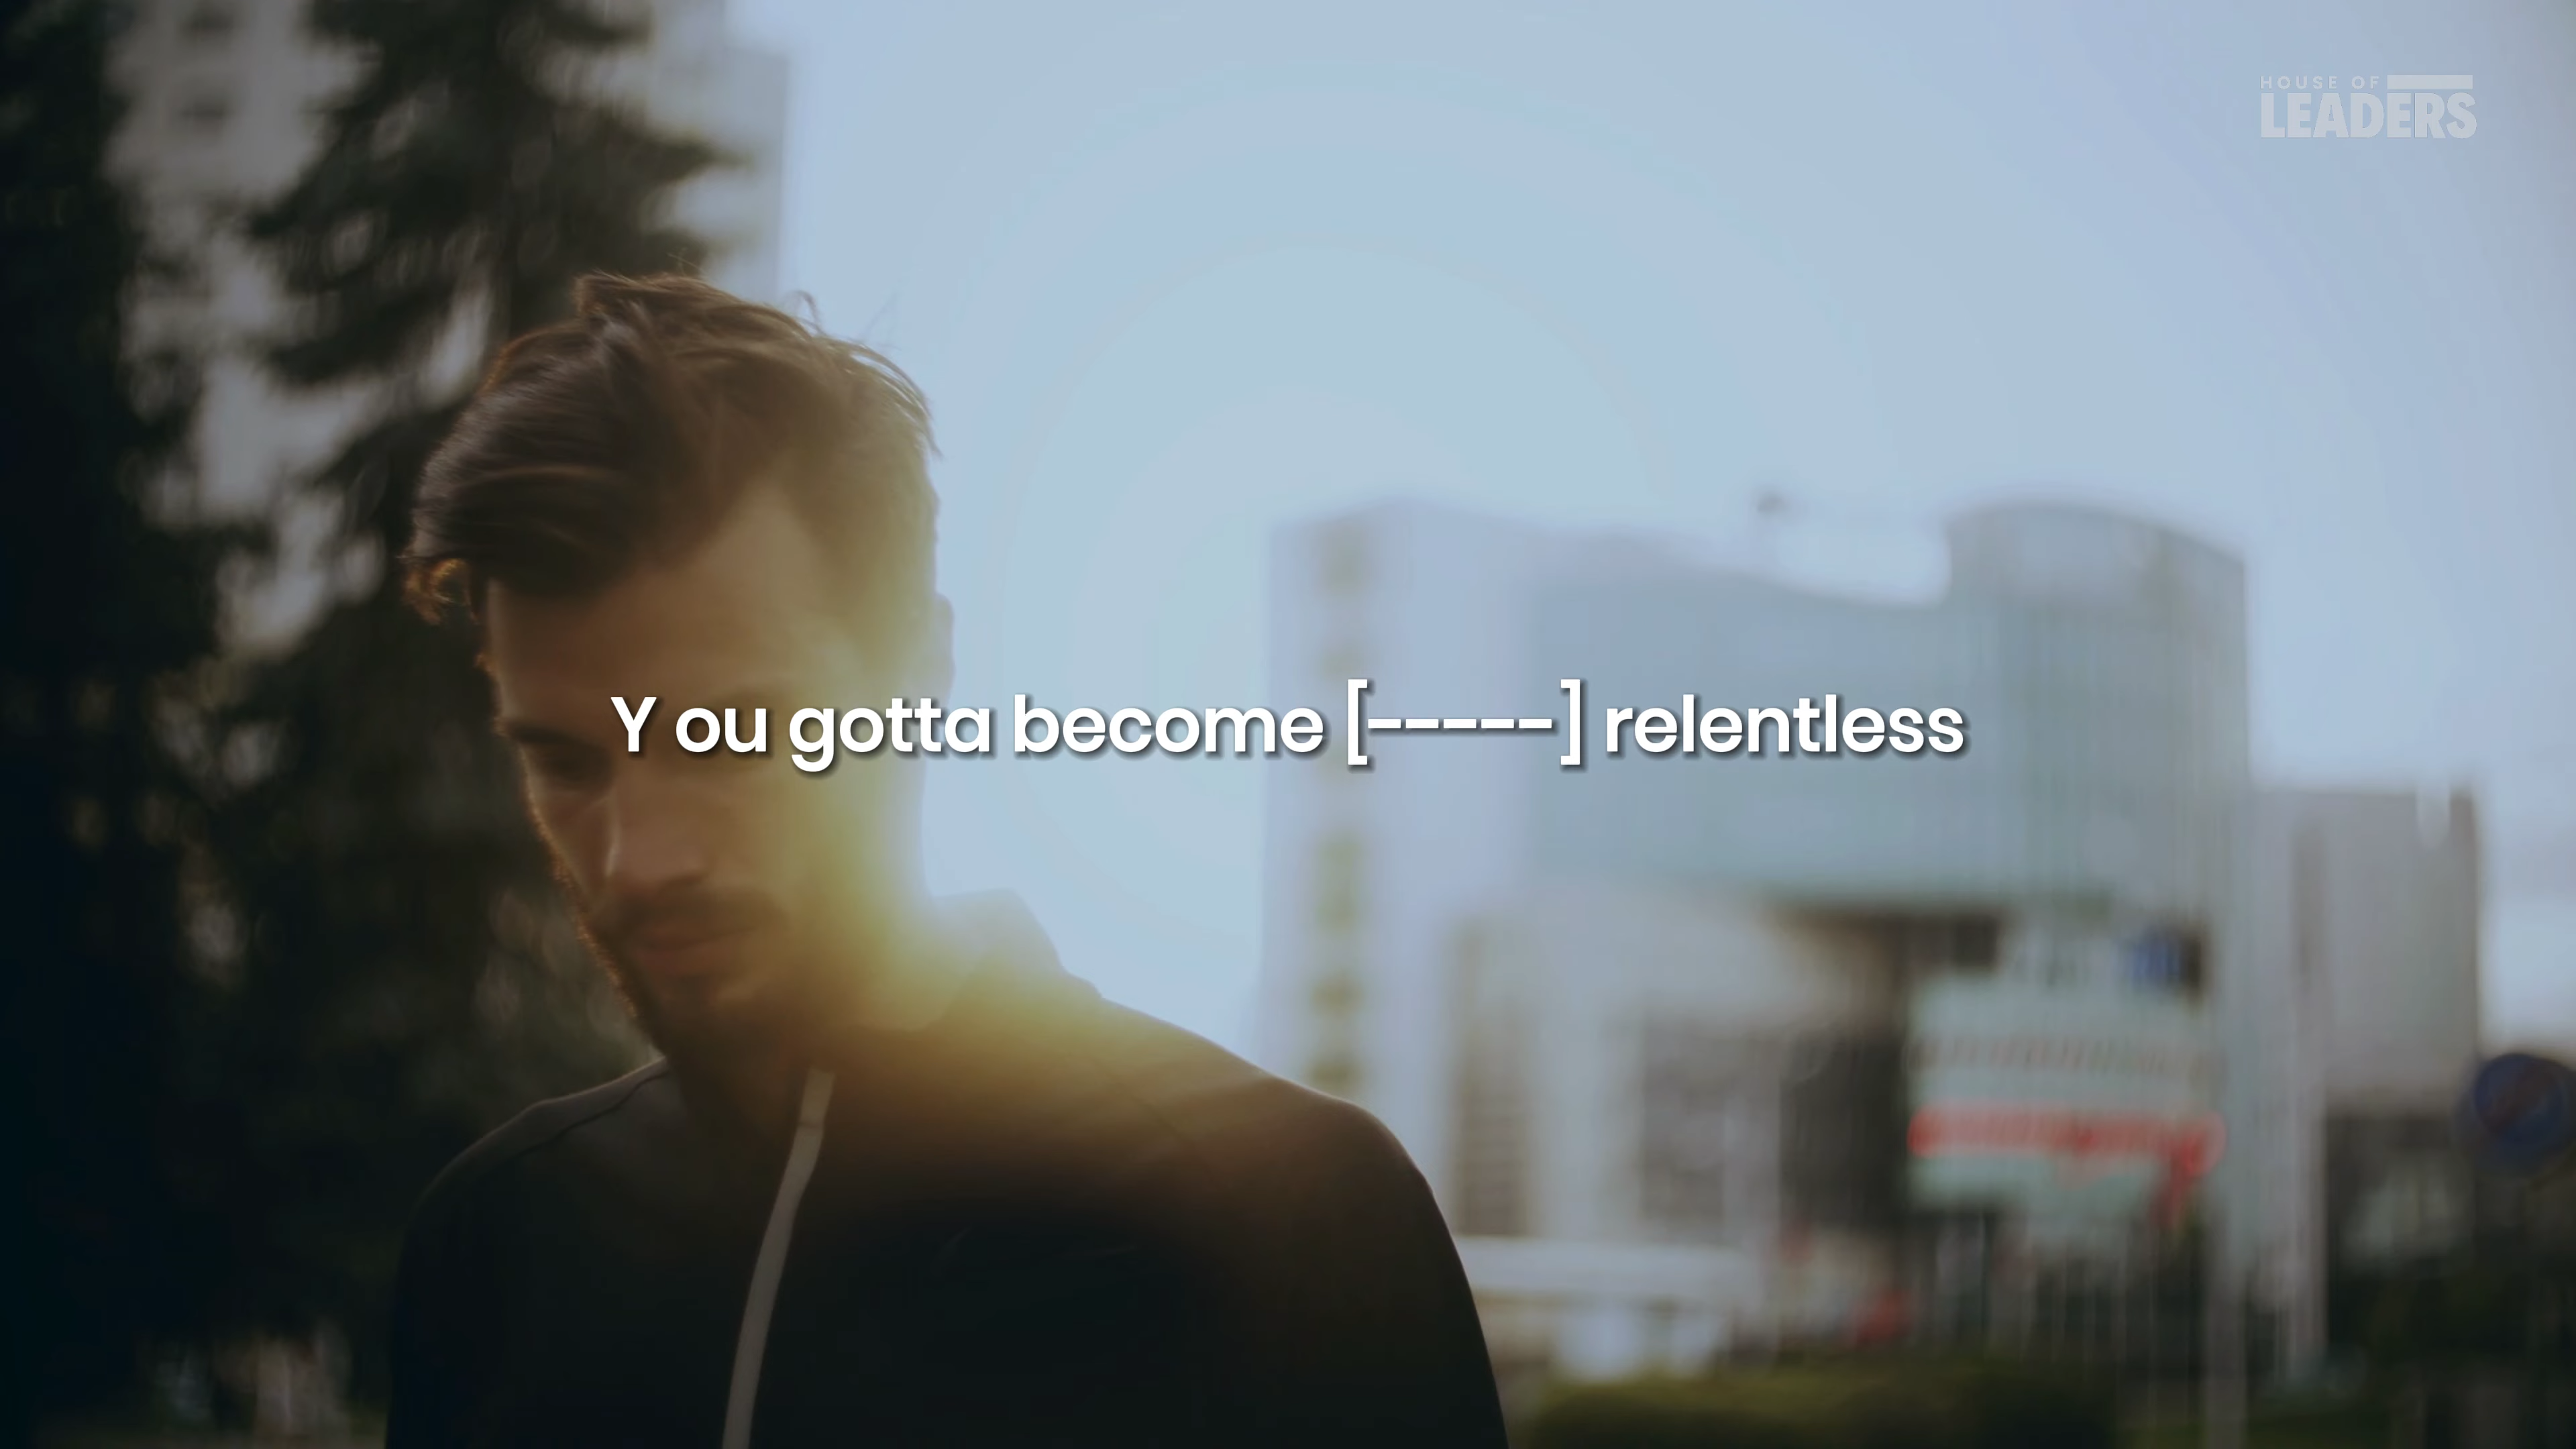 HOUSE OF
LEADERS
Y ou gotta become [-----] relentless